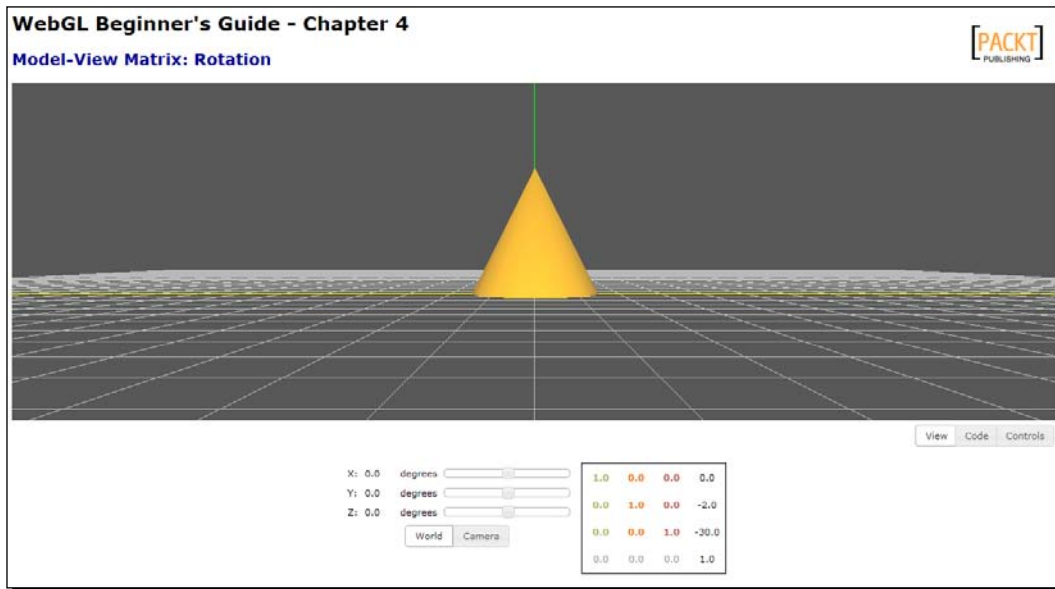 WebGL Beginner's Guide - Chapter 4
[PACKT]
PUBLISHING
Model-View Matrix: Rotation
View Code Controls
X: 0.0 degrees
Y: 0.0 degrees
Z: 0.0 degrees
World Camera
1.0 0.0 0.0 0.0
0.0 1.0 0.0 -2.0
0.0 0.0 1.0 -30.0
0.0 0.0 0.0 1.0